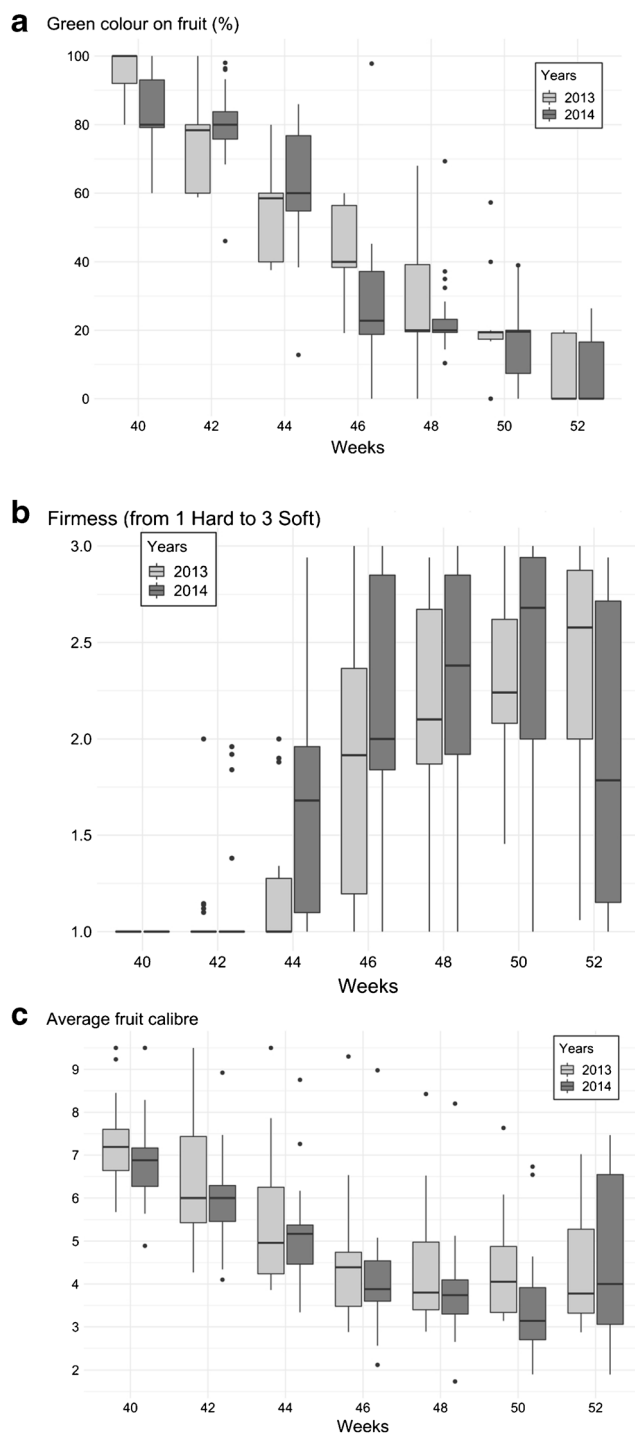 a Green colour on fruit (%)
100
80
60
40
20
0
Years
2013
2014
40 42 44 46 48 50 52
Weeks
b Firmness (from 1 Hard to 3 Soft)
3.0
2.5
2.0
1.5
1.0
Years
2013
2014
40 42 44 46 48 50 52
Weeks
c Average fruit calibre
9
8
7
6
5
4
3
2
Years
2013
2014
40 42 44 46 48 50 52
Weeks